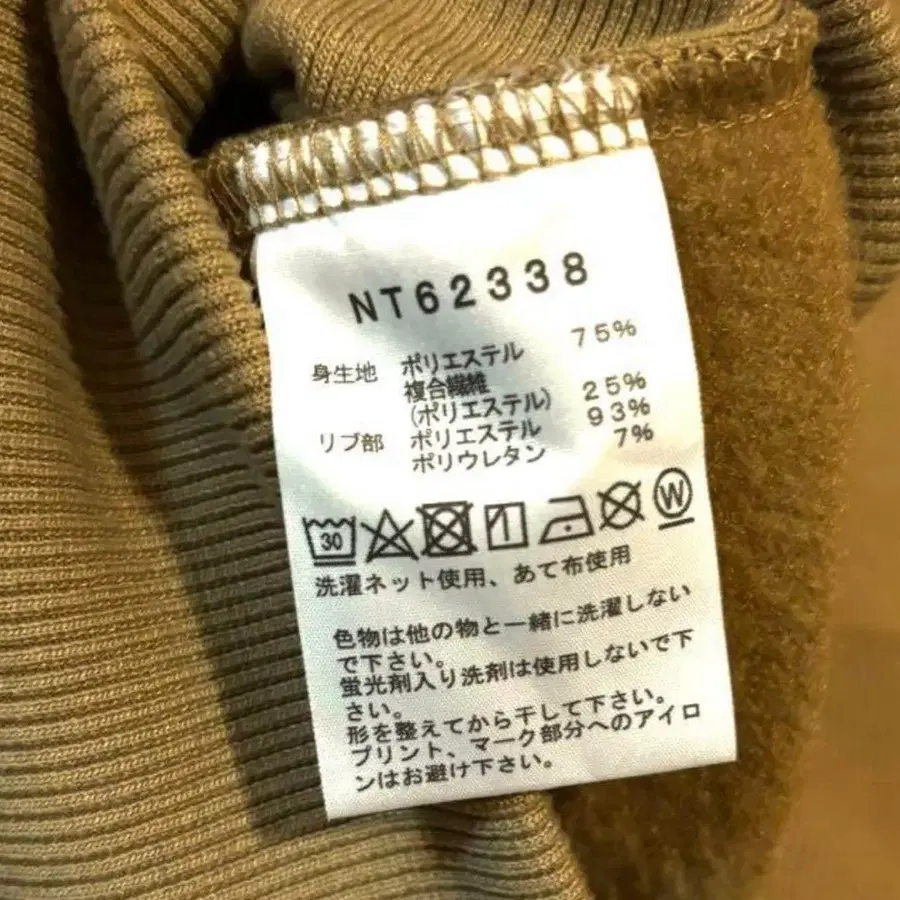 NT62338
身生地 ポリエステル 75%
複合繊維
(ポリエステル) 25%
リブ部 ポリエステル 93%
ポリウレタン 7%
30 W
洗濯ネット使用、あて布使用
色物は他の物と一緒に洗濯しない
で下さい。
蛍光剤入り洗剤は使用しないで下
さい。
形を整えてから干して下さい。
プリント、マーク部分へのアイロ
ンはお避け下さい。